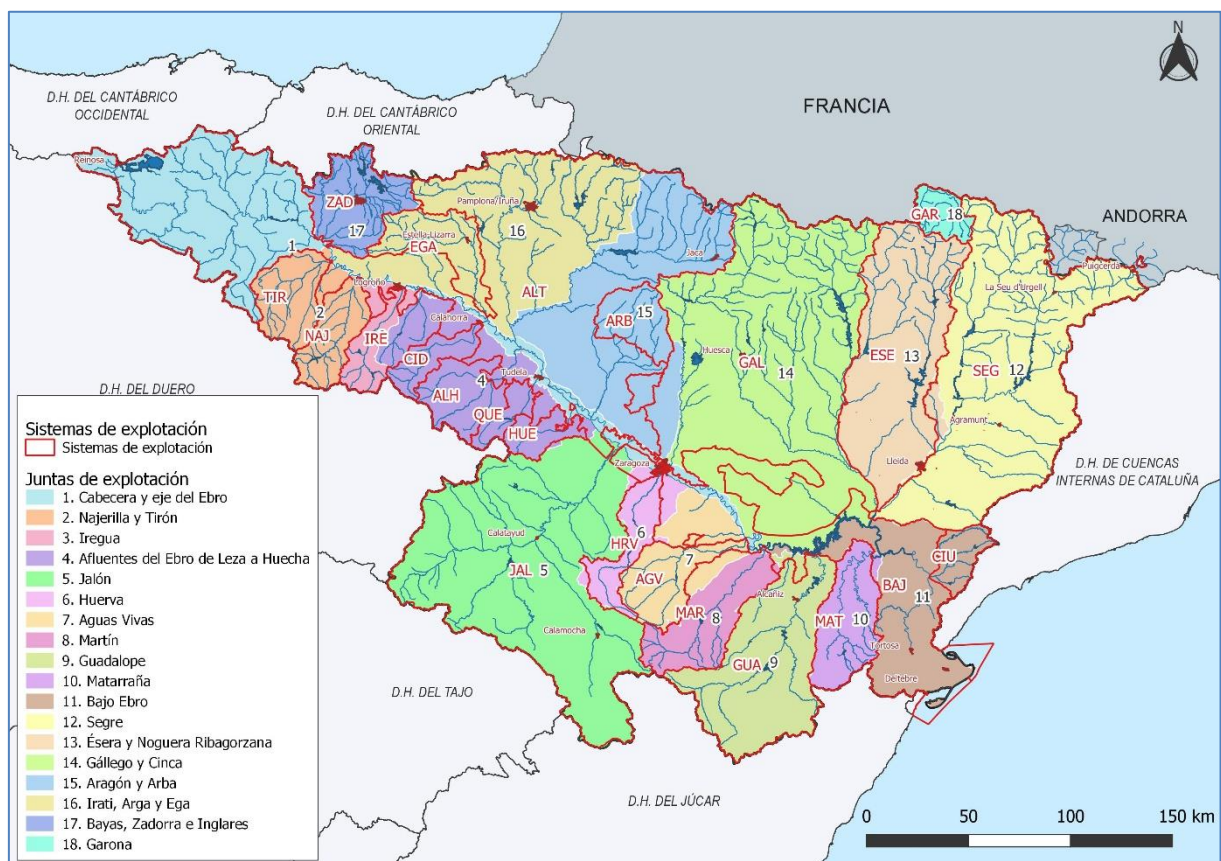 D.H. DEL CANTÁBRICO
OCCIDENTAL
D.H. DEL CANTÁBRICO
ORIENTAL
FRANCIA
N
Reinosa
ZAD
Pamplona/Iruña
GAR
18
ANDORRA
17
Estella-Lizarra
16
EGA
Puigcerda
1
Jaca
La Seu d'Urgell
TIR
Logroño
ALT
2
Calahorra
ARB
15
NAJ
IRE
Huesca
GAL
ESE
13
CID
14
SEG
12
Tudela
D.H. DEL DUERO
4
ALH
QUE
Agramunt
HUE
Lleida
Zaragoza
D.H. DE CUENCAS
INTERNAS DE CATALUÑA
Calatayud
6
HRV
JAL
5
7
CIU
AGV
BAJ
Alcañiz
11
MAR
8
MAT
10
Calamocha
Tortosa
GUA
9
Deltebre
D.H. DEL TAJO
D.H. DEL JÚCAR
Sistemas de explotación
Sistemas de explotación
Juntas de explotación
1. Cabecera y eje del Ebro
2. Najerilla y Tirón
3. Iregua
4. Afluentes del Ebro de Leza a Huecha
5. Jalón
6. Huerva
7. Aguas Vivas
8. Martín
9. Guadalope
10. Matarraña
11. Bajo Ebro
12. Segre
13. Ésera y Noguera Ribagorzana
14. Gállego y Cinca
15. Aragón y Arba
16. Irati, Arga y Ega
17. Bayas, Zadorra e Inglares
18. Garona
0 50 100 150 km